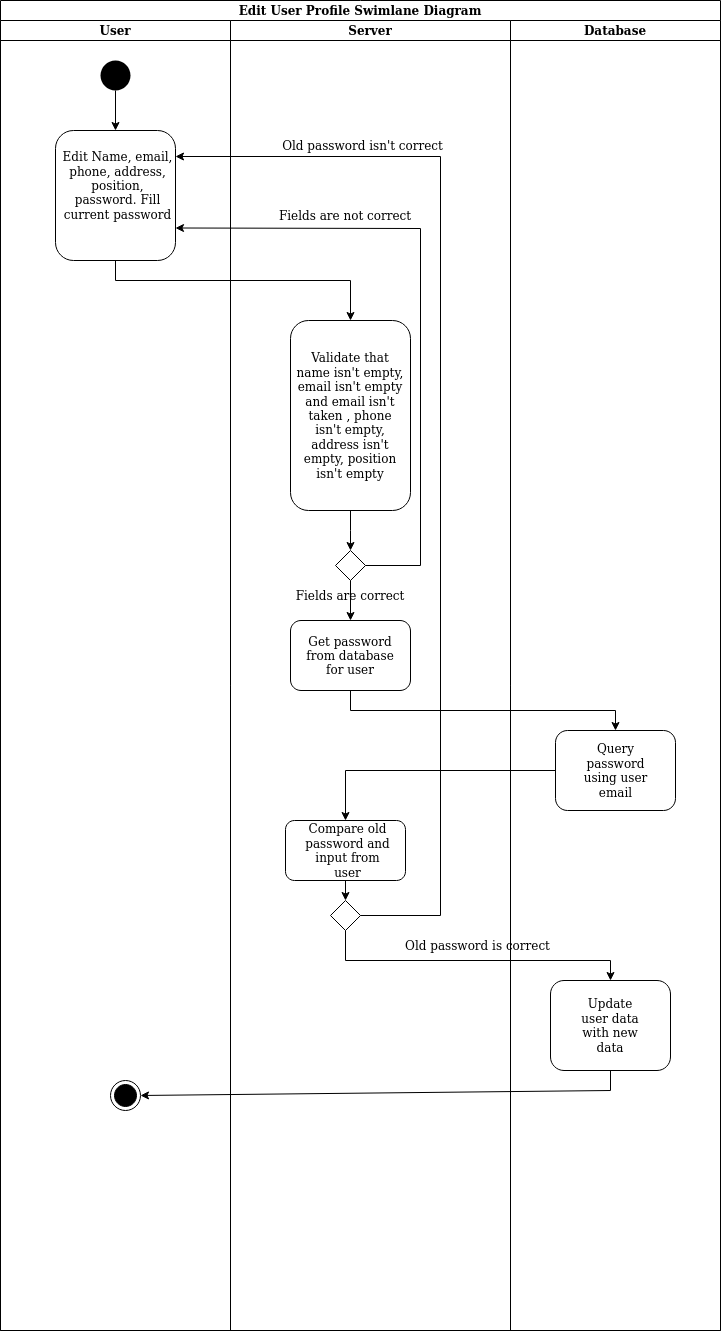 Edit User Profile Swimlane Diagram
User
Server
Database
Old password isn't correct
Edit Name, email,
phone, address,
position,
password. Fill
current password
Fields are not correct
Validate that
name isn't empty,
email isn't empty
and email isn't
taken , phone
isn't empty,
address isn't
empty, position
isn't empty
Fields are correct
Get password
from database
for user
Query
password
using user
email
Compare old
password and
input from
user
Old password is correct
Update
user data
with new
data